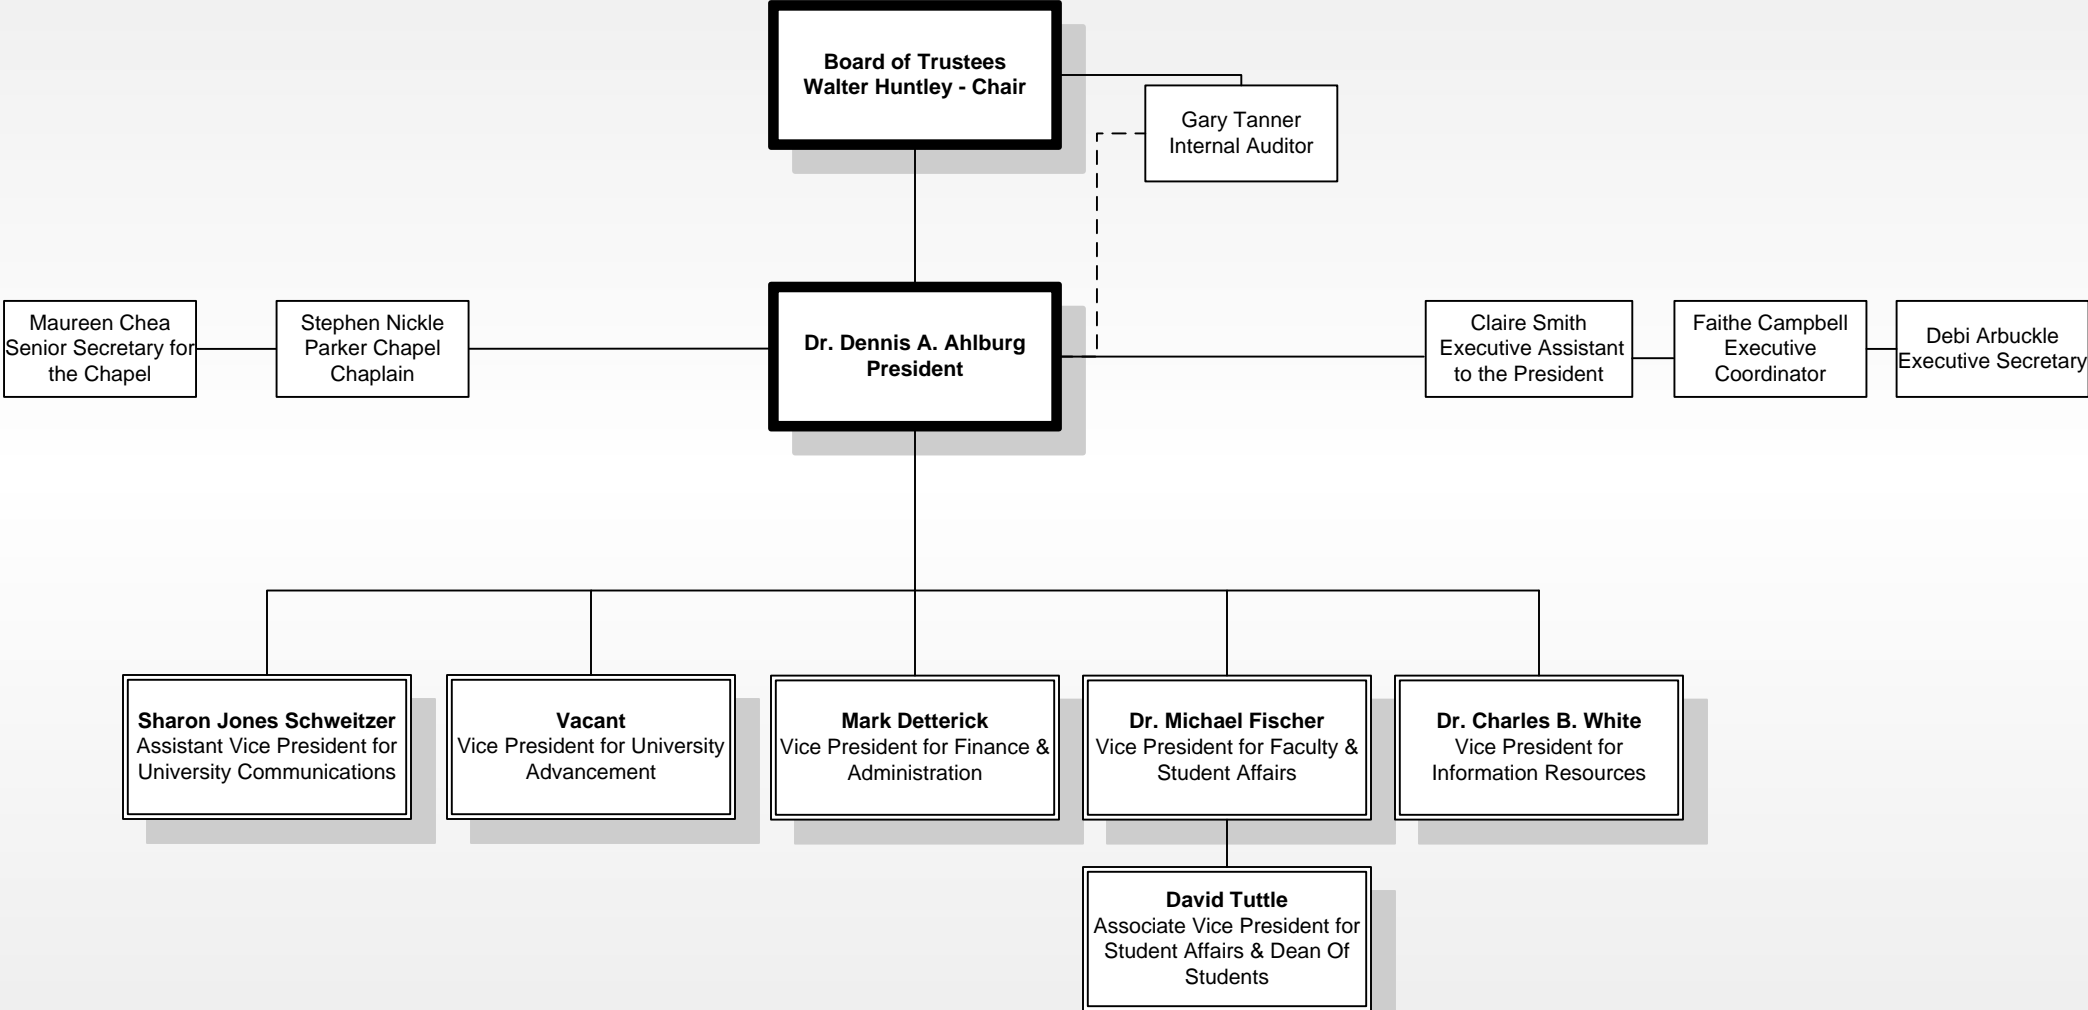 Board of Trustees
Walter Huntley - Chair
Gary Tanner
Internal Auditor
Maureen Chea
Senior Secretary for
the Chapel
Stephen Nickle
Parker Chapel
Chaplain
Dr. Dennis A. Ahlburg
President
Claire Smith
Executive Assistant
to the President
Faithe Campbell
Executive
Coordinator
Debi Arbuckle
Executive Secretary
Sharon Jones Schweitzer
Assistant Vice President for
University Communications
Vacant
Vice President for University
Advancement
Mark Detterick
Vice President for Finance &
Administration
Dr. Michael Fischer
Vice President for Faculty &
Student Affairs
Dr. Charles B. White
Vice President for
Information Resources
David Tuttle
Associate Vice President for
Student Affairs & Dean Of
Students